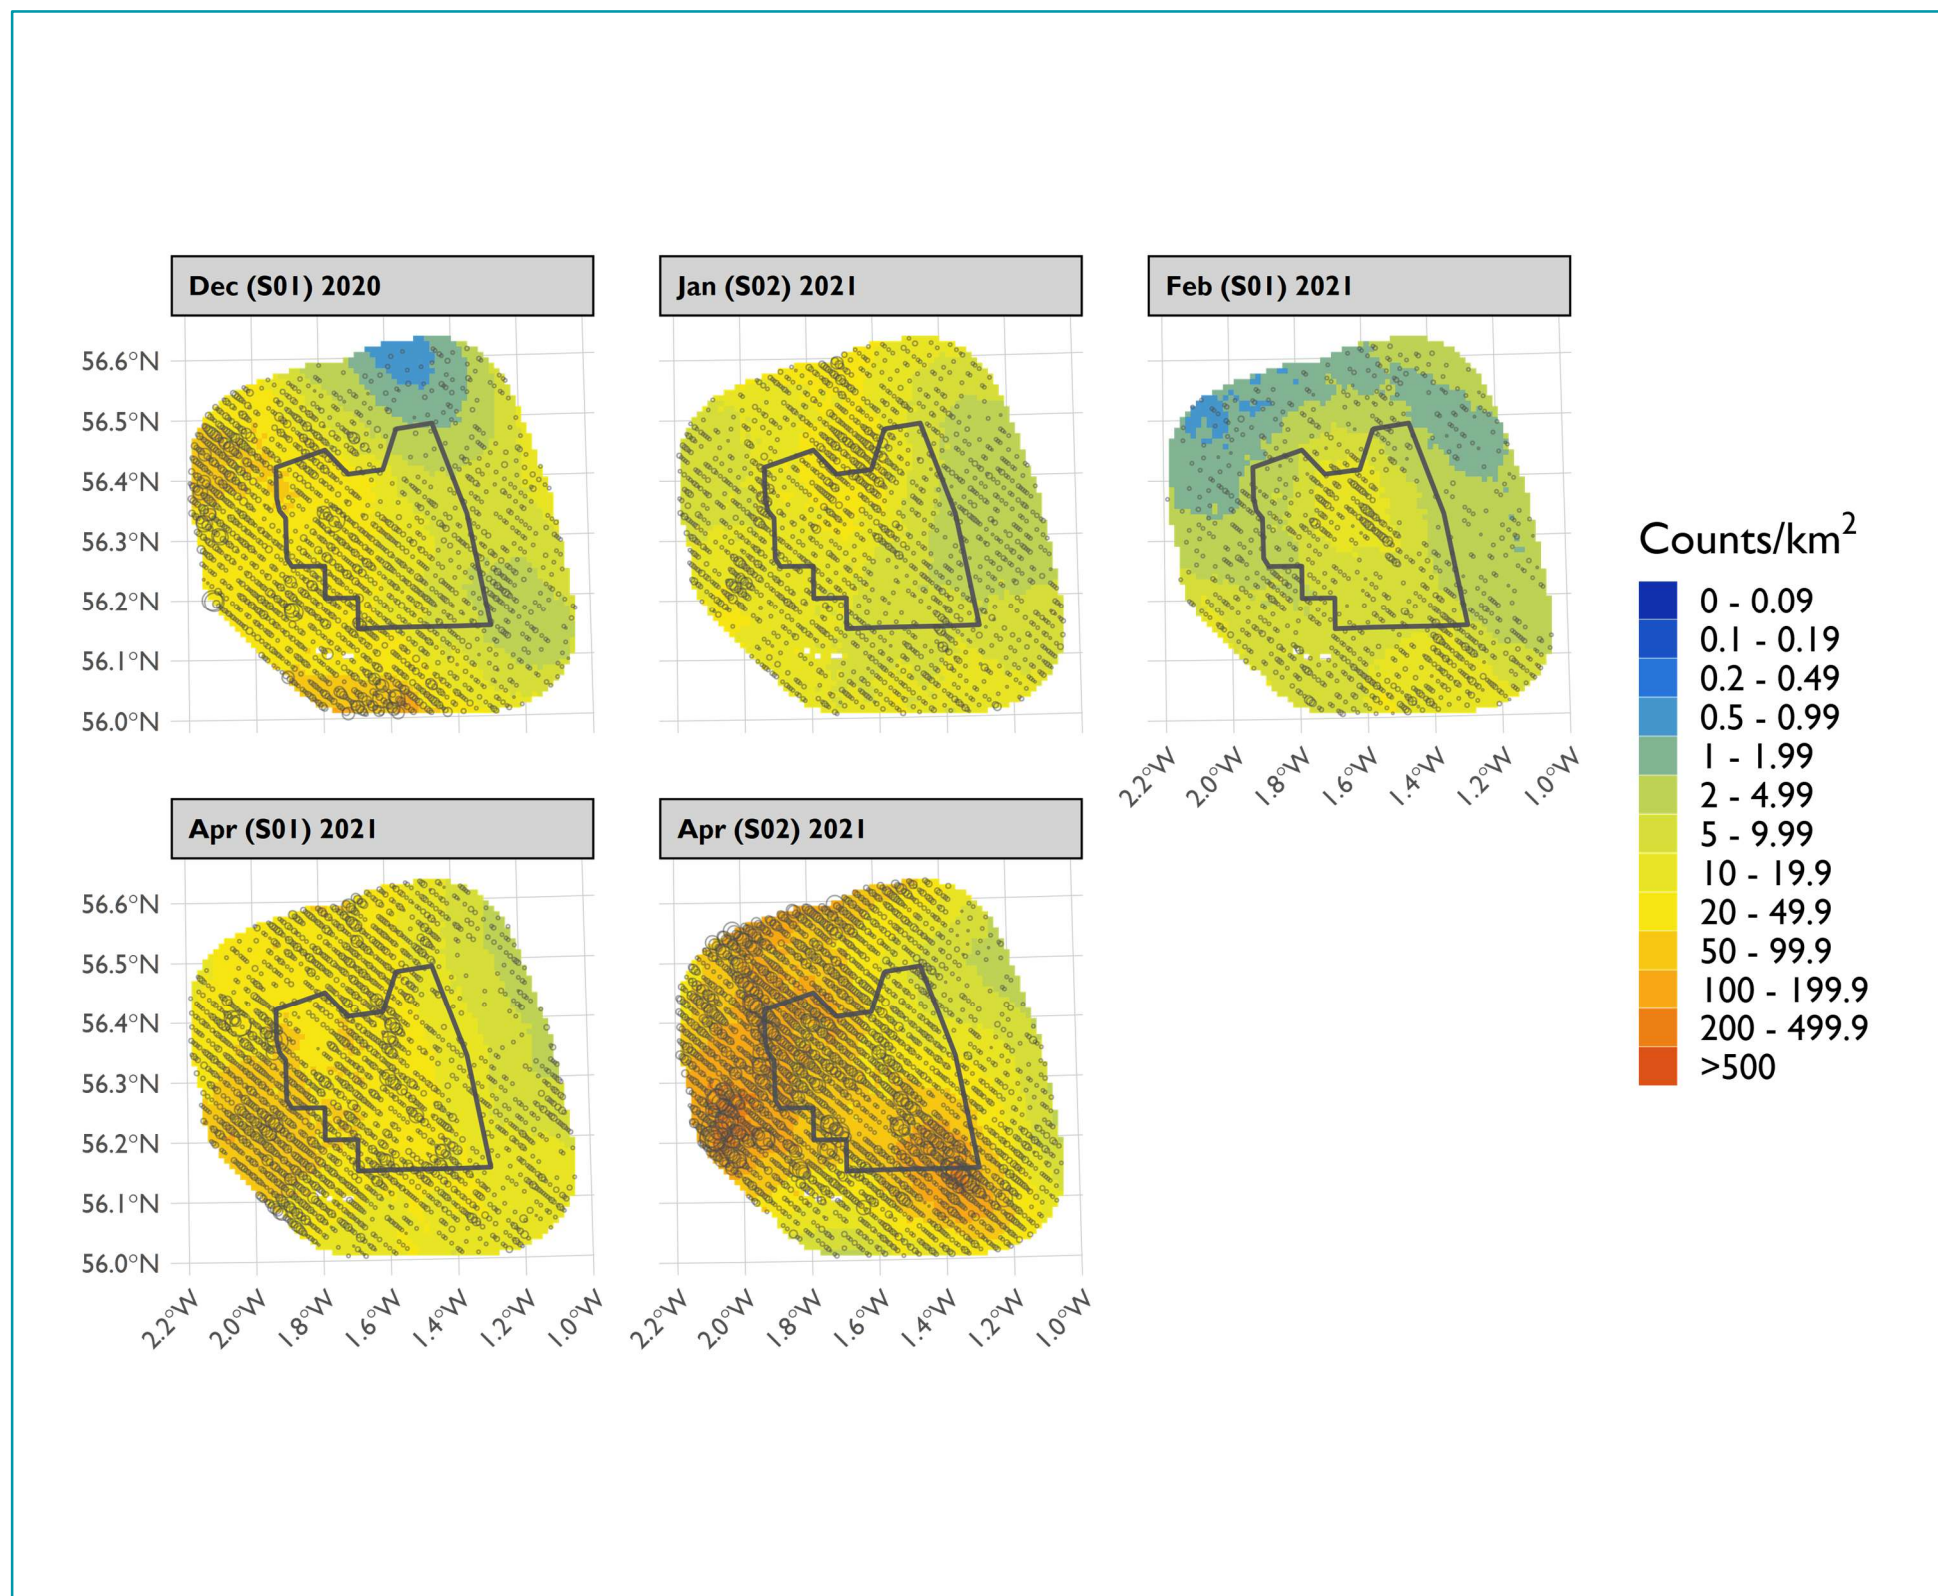 Dec (S01) 2020
Jan (S02) 2021
Feb (S01) 2021
56.6°N
56.5°N
56.4°N
56.3°N
56.2°N
56.1°N
56.0°N
2.2°W
2.0°W
1.8°W
1.6°W
1.4°W
1.2°W
1.0°W
Apr (S01) 2021
Apr (S02) 2021
56.6°N
56.5°N
56.4°N
56.3°N
56.2°N
56.1°N
56.0°N
2.2°W
2.0°W
1.8°W
1.6°W
1.4°W
1.2°W
1.0°W
2.2°W
2.0°W
1.8°W
1.6°W
1.4°W
1.2°W
1.0°W
Counts/km²
0 - 0.09
0.1 - 0.19
0.2 - 0.49
0.5 - 0.99
1 - 1.99
2 - 4.99
5 - 9.99
10 - 19.9
20 - 49.9
50 - 99.9
100 - 199.9
200 - 499.9
>500